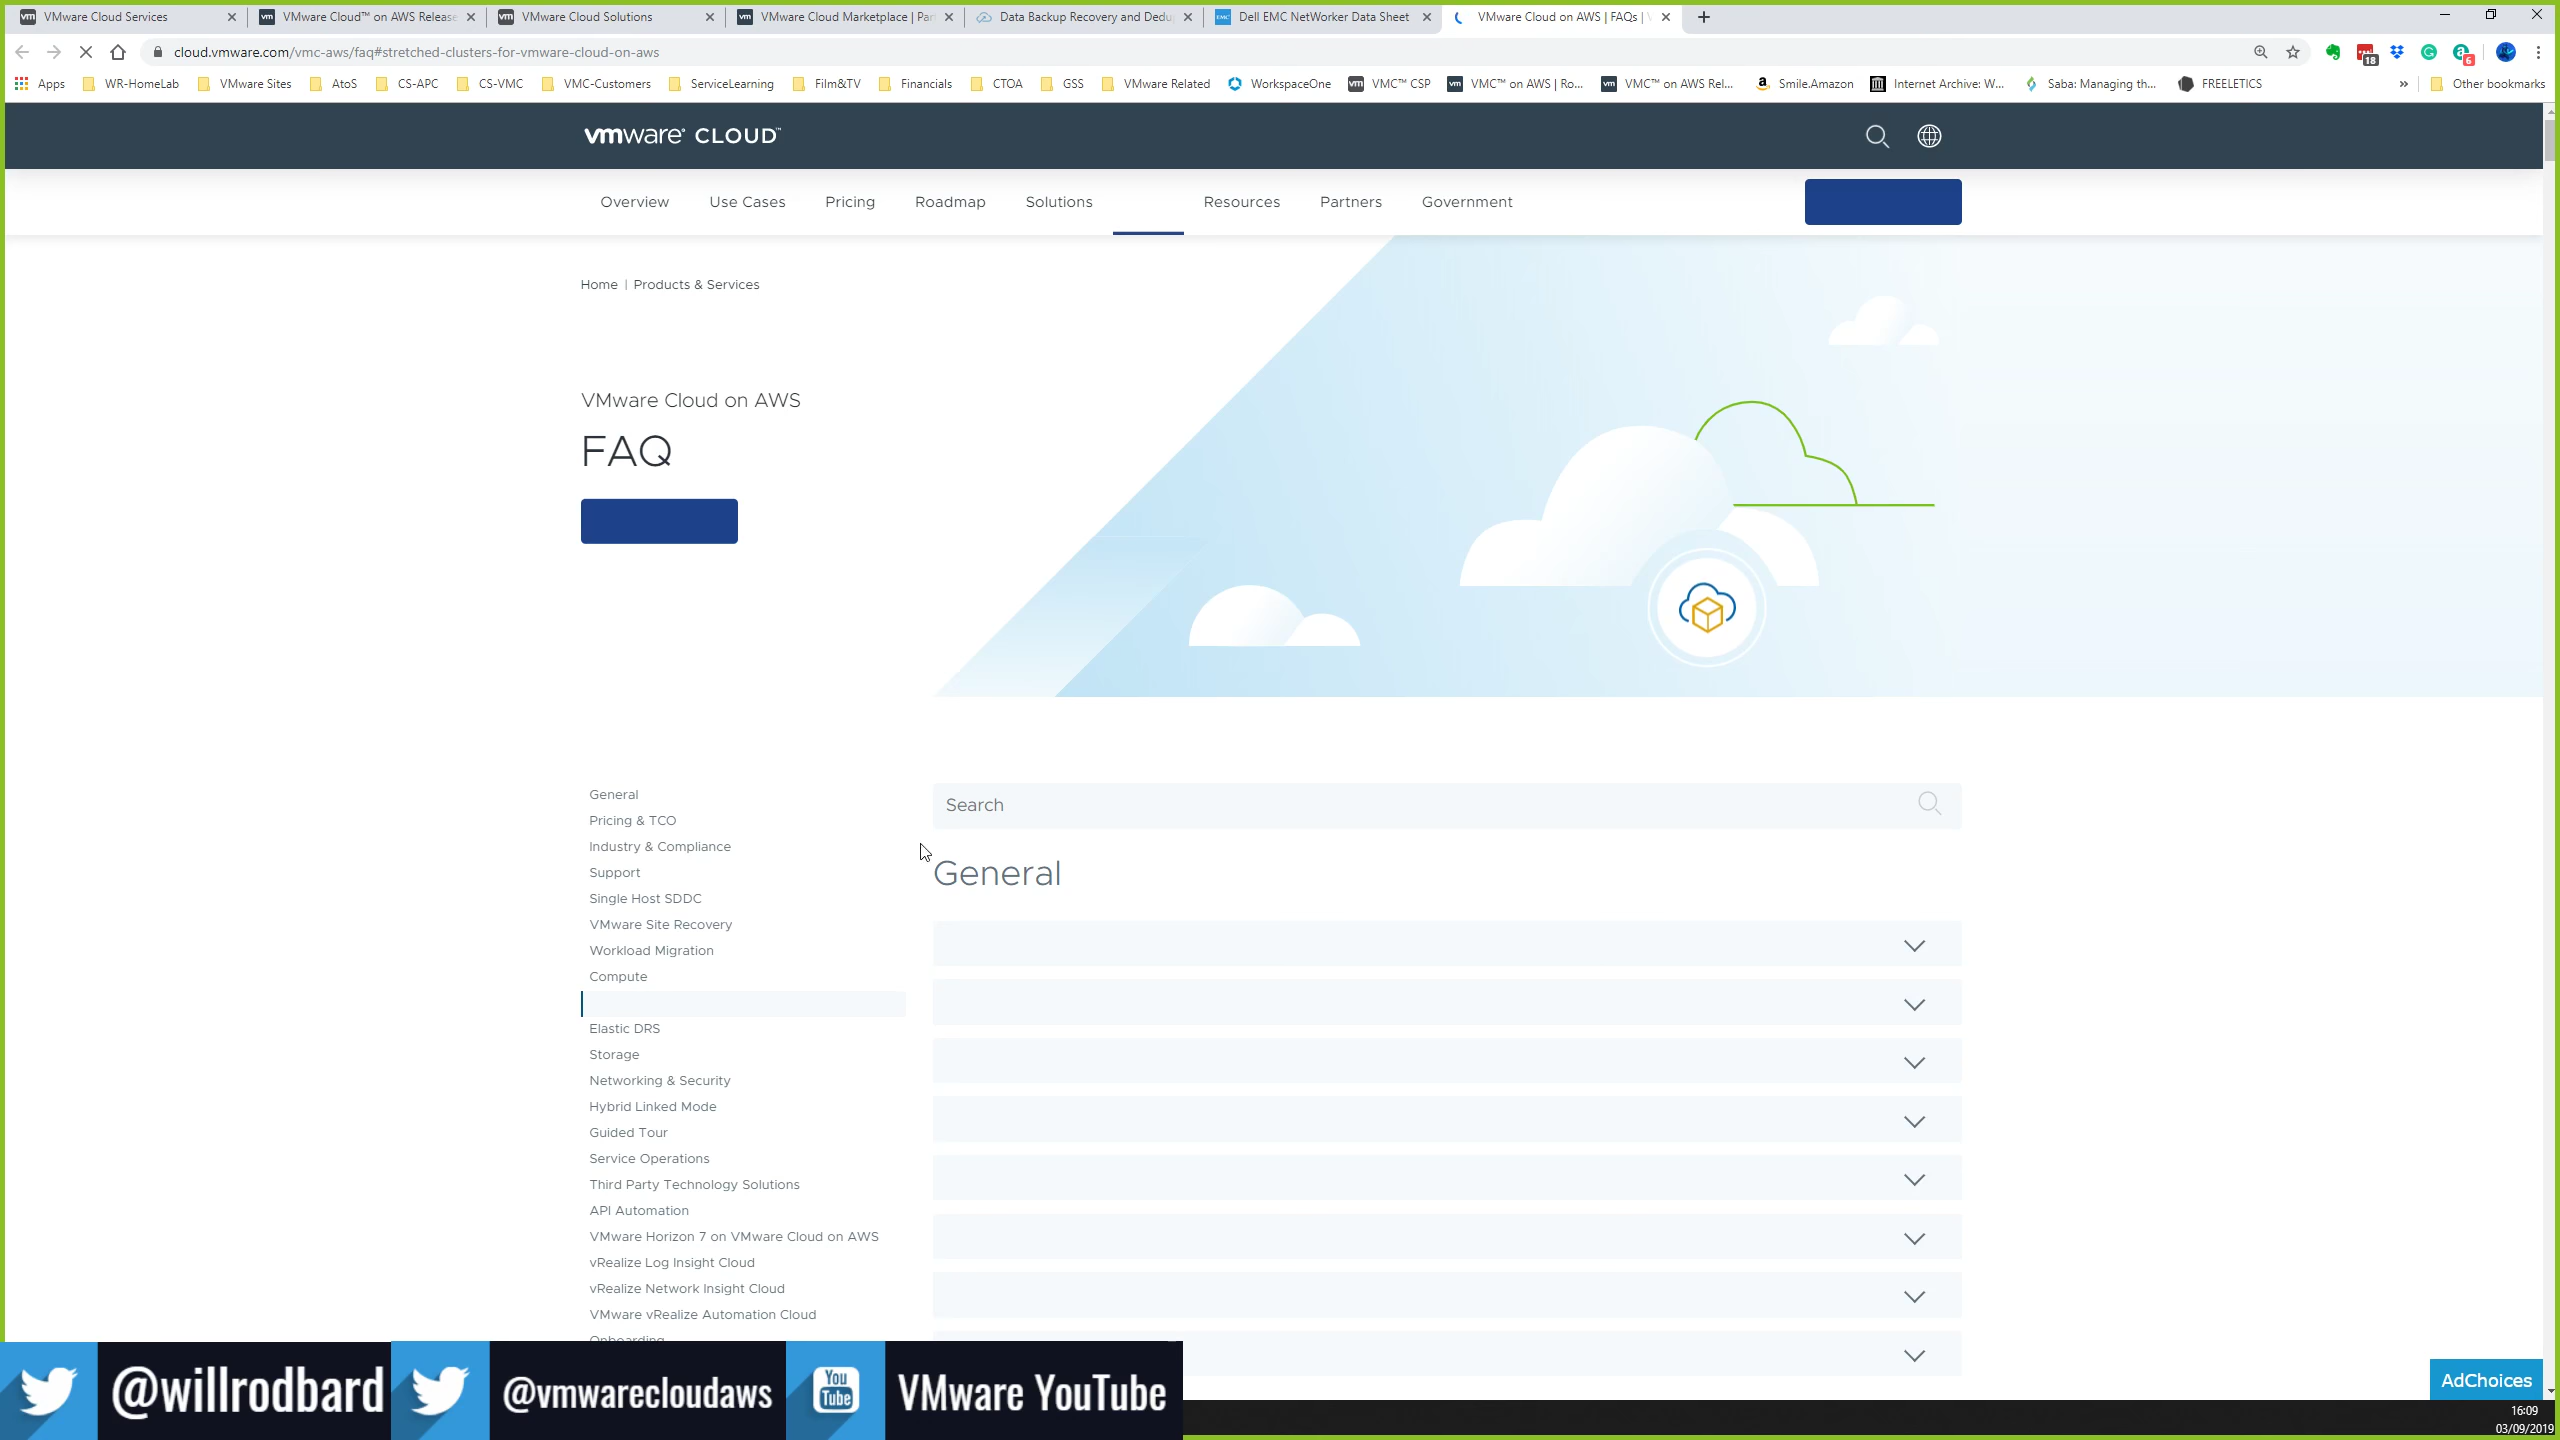 VMware Cloud Services
VMware Cloud™ on AWS Release
VMware Cloud Solutions
VMware Cloud Marketplace | Par
Data Backup Recovery and Dedu
Dell EMC NetWorker Data Sheet
VMware Cloud on AWS | FAQs |
cloud.vmware.com/vmc-aws/faq#stretched-clusters-for-vmware-cloud-on-aws
18
6
Apps
WR-HomeLab
VMware Sites
AtoS
CS-APC
CS-VMC
VMC-Customers
ServiceLearning
Film&TV
Financials
CTOA
GSS
VMware Related
WorkspaceOne
VMC™ CSP
VMC™ on AWS | Ro...
VMC™ on AWS Rel...
Smile.Amazon
Internet Archive: W...
Saba: Managing th...
FREELETICS
»
Other bookmarks
vmware® CLOUD™
Overview
Use Cases
Pricing
Roadmap
Solutions
Resources
Partners
Government
Home | Products & Services
VMware Cloud on AWS
FAQ
General
Pricing & TCO
Industry & Compliance
Support
Single Host SDDC
VMware Site Recovery
Workload Migration
Compute
Elastic DRS
Storage
Networking & Security
Hybrid Linked Mode
Guided Tour
Service Operations
Third Party Technology Solutions
API Automation
VMware Horizon 7 on VMware Cloud on AWS
vRealize Log Insight Cloud
vRealize Network Insight Cloud
VMware vRealize Automation Cloud
Onboarding
Search
General
@willrodbard
@vmwarecloudaws
You
Tube
VMware YouTube
AdChoices
16:09
03/09/2019